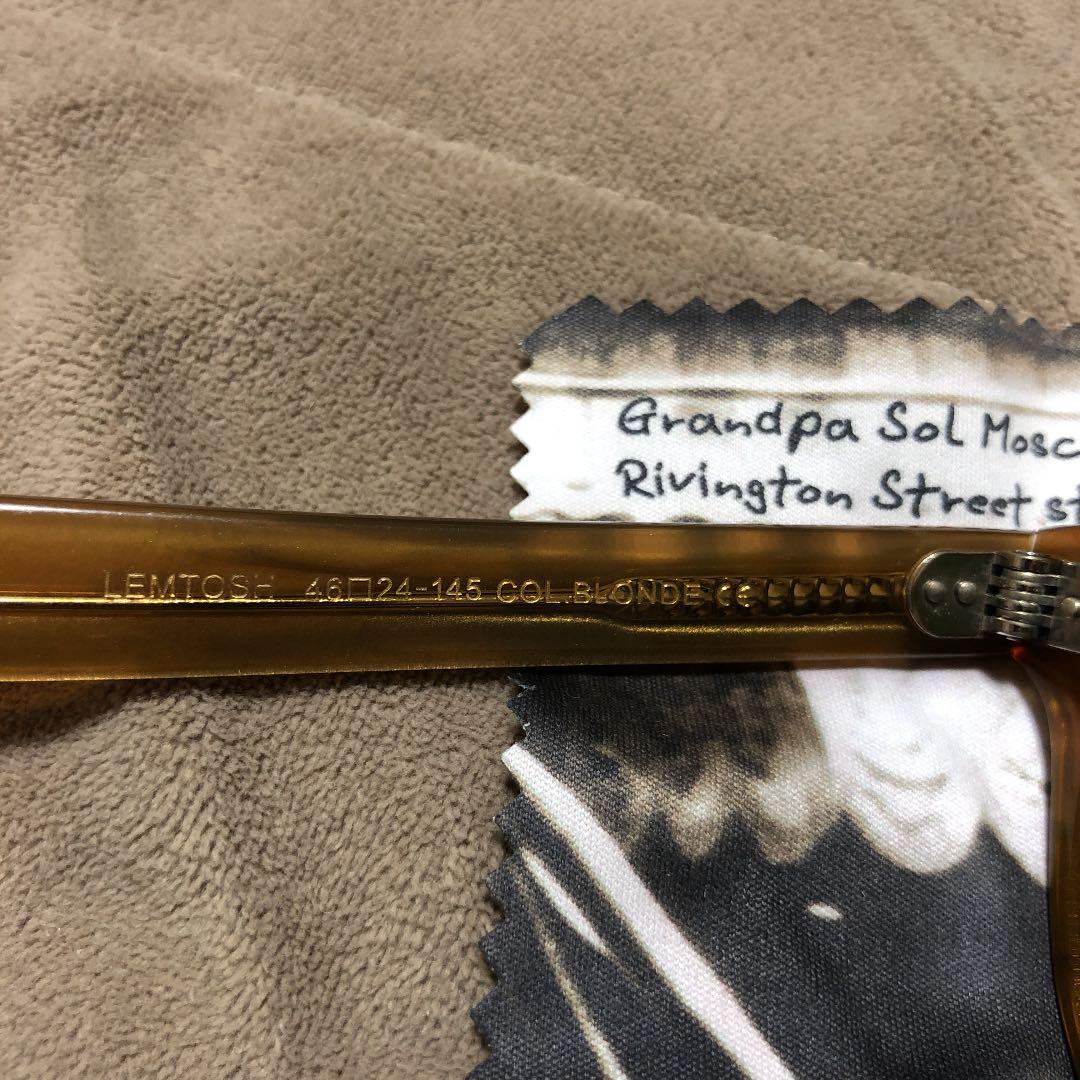 Grandpa Sol Mosc
Rivington Street st
LEMTOSH 46□24-145 COL.BLONDE CE